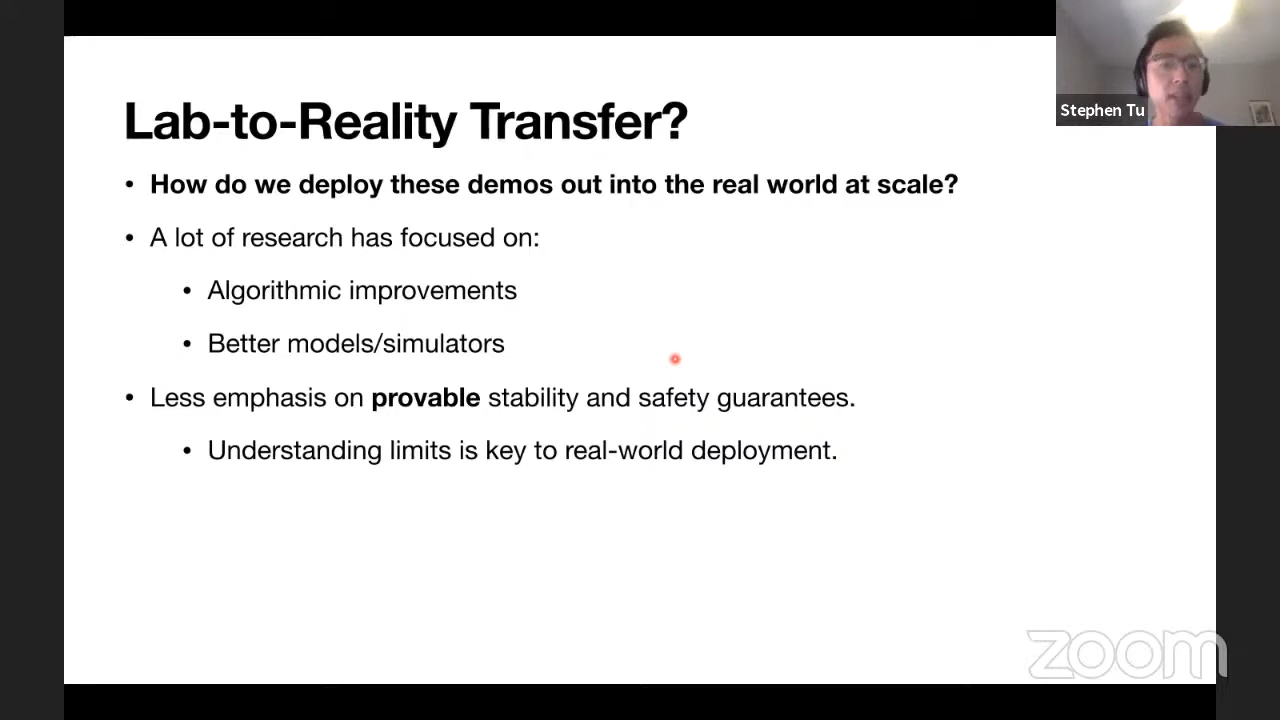 Lab-to-Reality Transfer?
• How do we deploy these demos out into the real world at scale?
• A lot of research has focused on:
• Algorithmic improvements
• Better models/simulators
• Less emphasis on provable stability and safety guarantees.
• Understanding limits is key to real-world deployment.
Stephen Tu
zoom